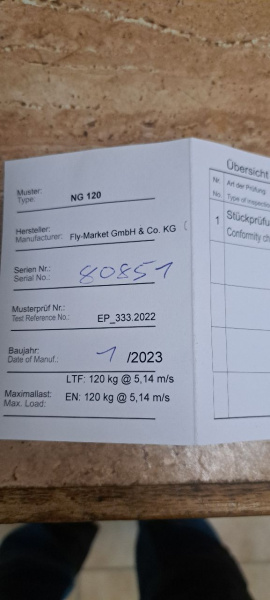 Muster:
Type: NG 120
Hersteller:
Manufacturer: Fly-Market GmbH & Co. KG
Serien Nr.:
Serial No.: 80851
Musterprüf Nr.:
Test Reference No.: EP_333.2022
Baujahr:
Date of Manuf.: 1 /2023
LTF: 120 kg @ 5,14 m/s
Maximallast:
Max. Load: EN: 120 kg @ 5,14 m/s
Übersicht
Nr. Art der Prüfung
No. Type of inspectio
1 Stückprüfu
Conformity ch